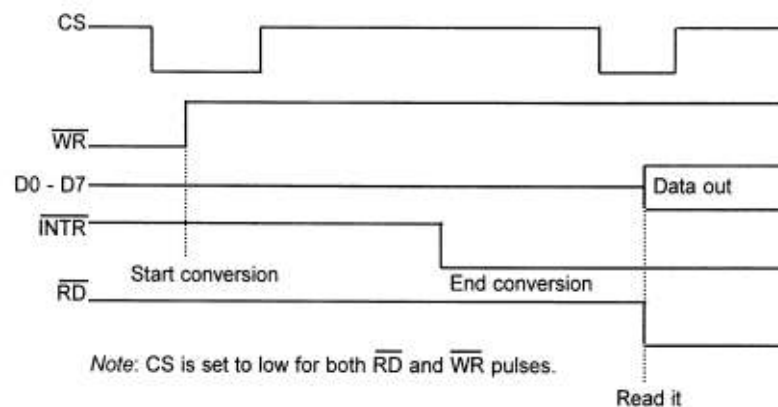 CS
WR
D0 - D7
Data out
INTR
Start conversion
End conversion
RD
Note: CS is set to low for both RD and WR pulses.
Read it